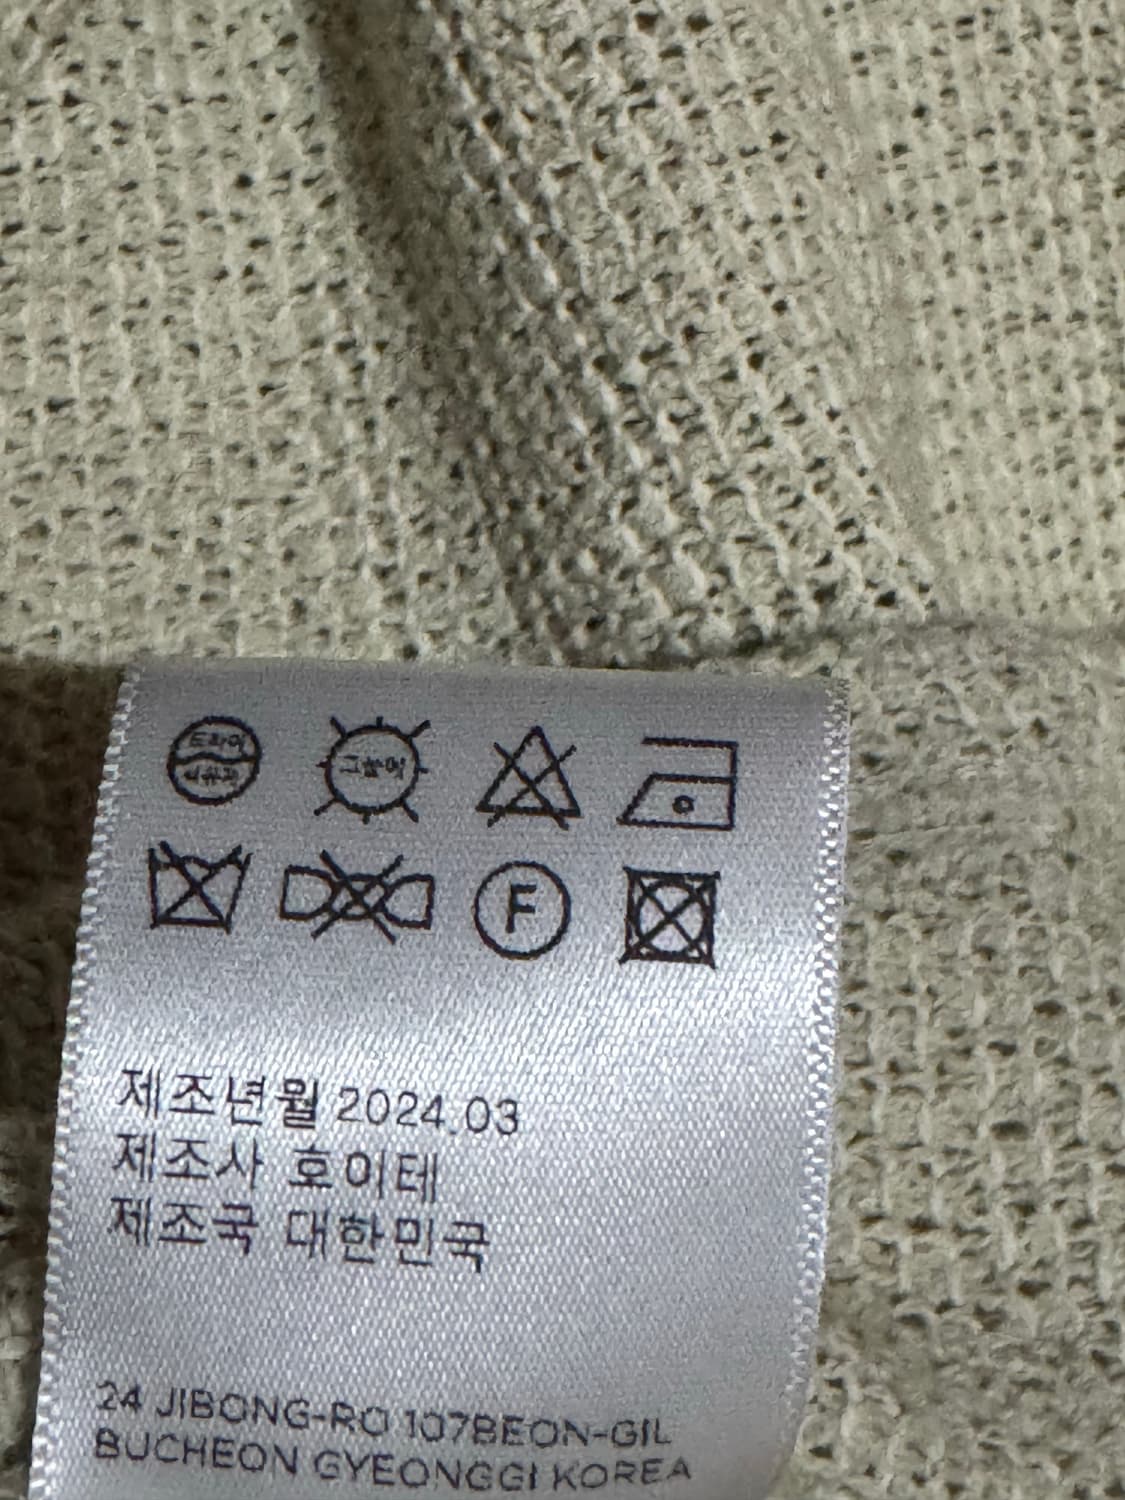 드라이
석유계
그늘에
F
제조년월 2024.03
제조사 호이테
제조국 대한민국
24 JIBONG-RO 107BEON-GIL
BUCHEON GYEONGGI KOREA